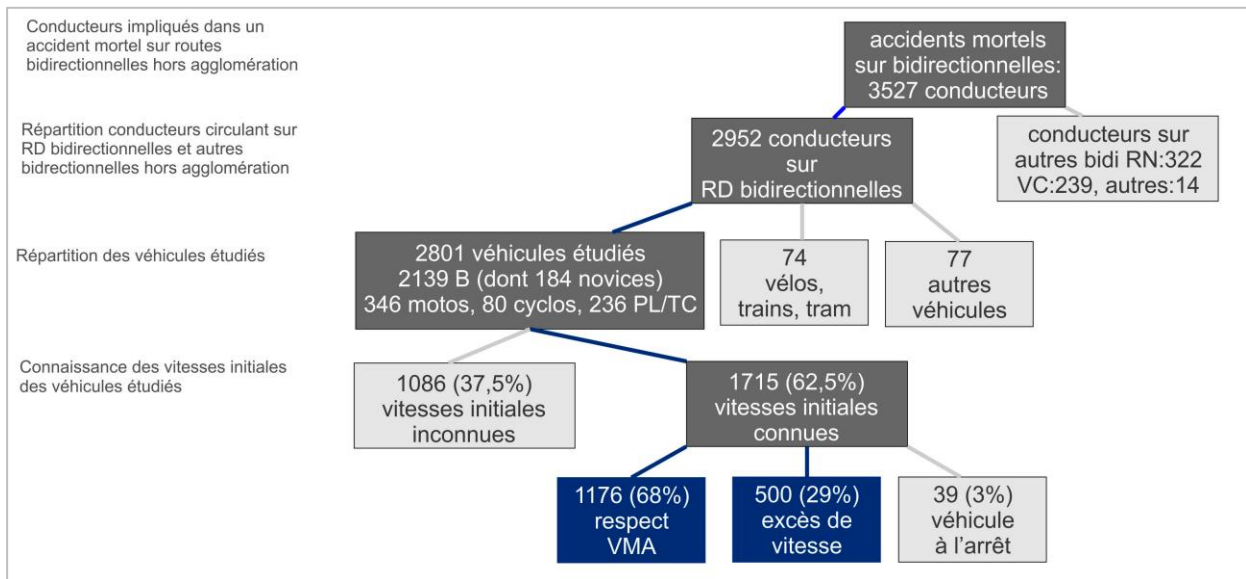 Conducteurs impliqués dans un
accident mortel sur routes
bidirectionnelles hors agglomération
accidents mortels
sur bidirectionnelles:
3527 conducteurs
Répartition conducteurs circulant sur
RD bidirectionnelles et autres
bidrectionnelles hors agglomération
2952 conducteurs
sur
RD bidirectionnelles
conducteurs sur
autres bidi RN:322
VC:239, autres:14
Répartition des véhicules étudiés
2801 véhicules étudiés
2139 B (dont 184 novices)
346 motos, 80 cyclos, 236 PL/TC
74
vélos,
trains, tram
77
autres
véhicules
Connaissance des vitesses initiales
des véhicules étudiés
1086 (37,5%)
vitesses initiales
inconnues
1715 (62,5%)
vitesses initiales
connues
1176 (68%)
respect
VMA
500 (29%)
excès de
vitesse
39 (3%)
véhicule
à l'arrêt